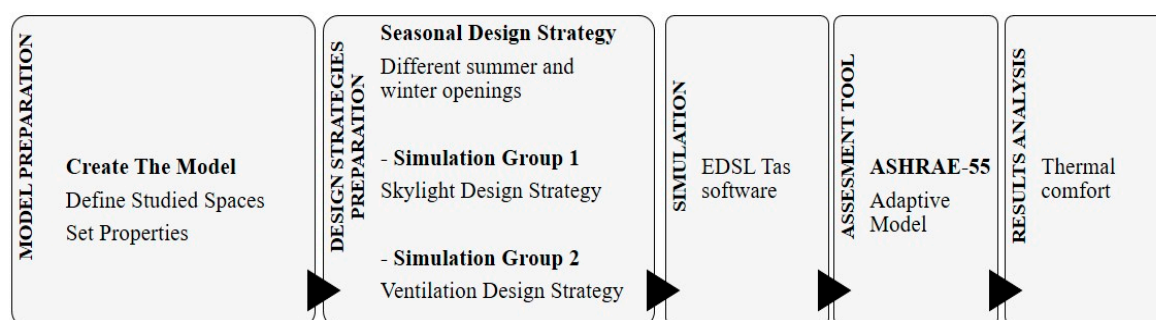 MODEL PREPARATION
Create The Model
Define Studied Spaces
Set Properties
DESIGN STRATEGIES
PREPARATION
Seasonal Design Strategy
Different summer and
winter openings
- Simulation Group 1
Skylight Design Strategy
- Simulation Group 2
Ventilation Design Strategy
SIMULATION
EDSL Tas
software
ASSESMENT TOOL
ASHRAE-55
Adaptive
Model
RESULTS ANALYSIS
Thermal
comfort